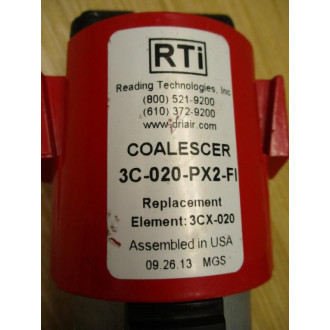 RTi
Reading Technologies, Inc.
(800) 521-9200
(610) 372-9200
www.driair.com
COALESCER
3C-020-PX2-FI
Replacement
Element: 3CX-020
Assembled in USA
09.26.13 MGS